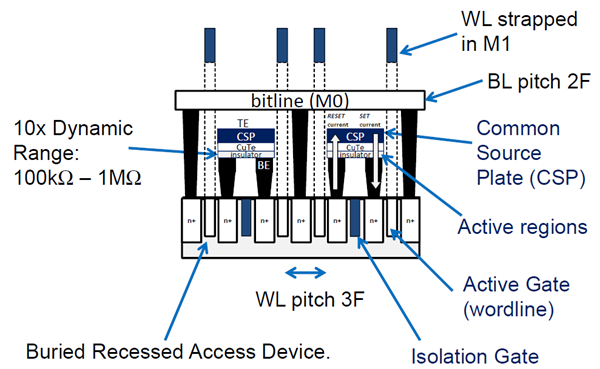 WL strapped
in M1
BL pitch 2F
bitline (M0)
TE
CSP
CuTe
insulator
BE
RESET
current
SET
current
CSP
CuTe
insulator
10x Dynamic
Range:
100kΩ – 1MΩ
Common
Source
Plate (CSP)
Active regions
n+
n+
n+
n+
n+
n+
n+
WL pitch 3F
Active Gate
(wordline)
Buried Recessed Access Device.
Isolation Gate